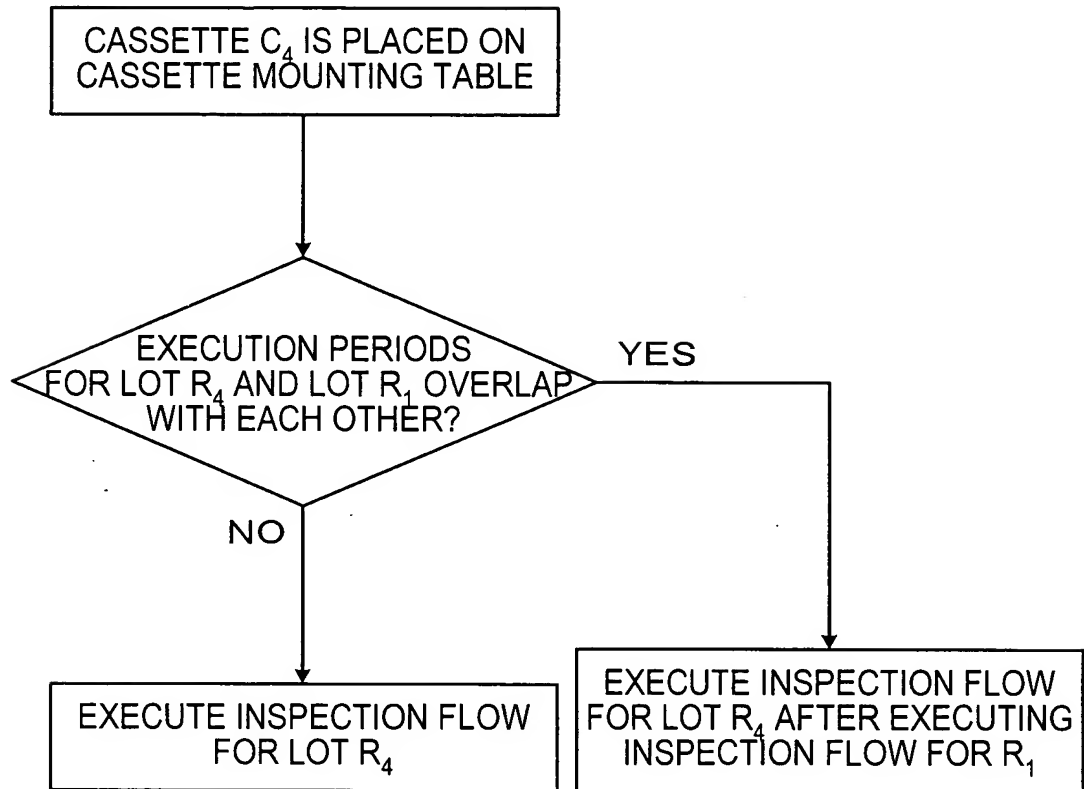 CASSETTE C₄ IS PLACED ON
CASSETTE MOUNTING TABLE
EXECUTION PERIODS
FOR LOT R₄ AND LOT R₁ OVERLAP
WITH EACH OTHER?
YES
NO
EXECUTE INSPECTION FLOW
FOR LOT R₄
EXECUTE INSPECTION FLOW
FOR LOT R₄ AFTER EXECUTING
INSPECTION FLOW FOR R₁